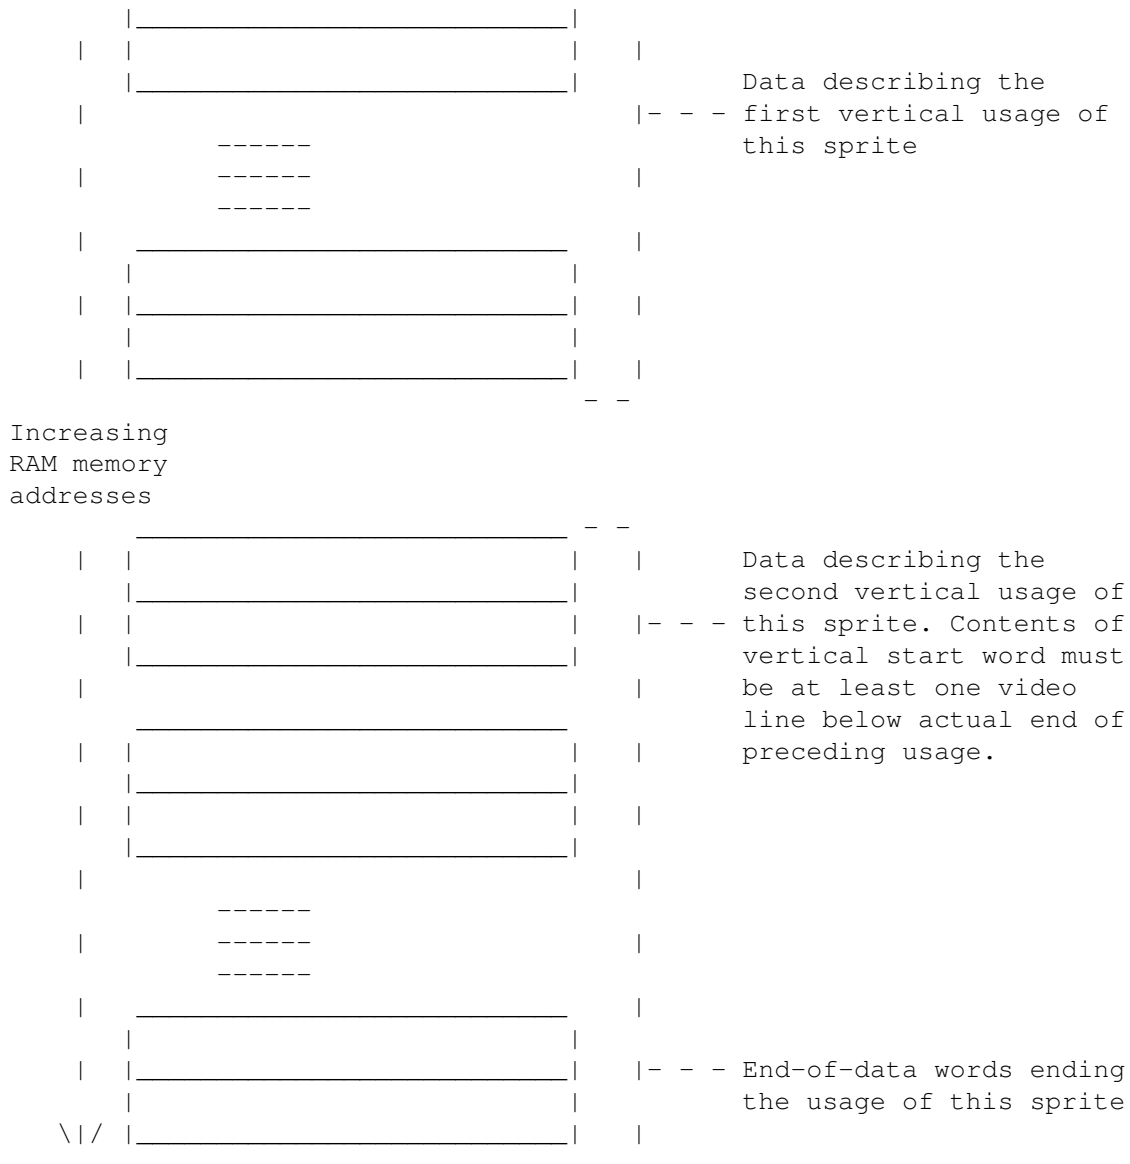 Data describing the
first vertical usage of
this sprite
Increasing
RAM memory
addresses
Data describing the
second vertical usage of
this sprite. Contents of
vertical start word must
be at least one video
line below actual end of
preceding usage.
End-of-data words ending
the usage of this sprite